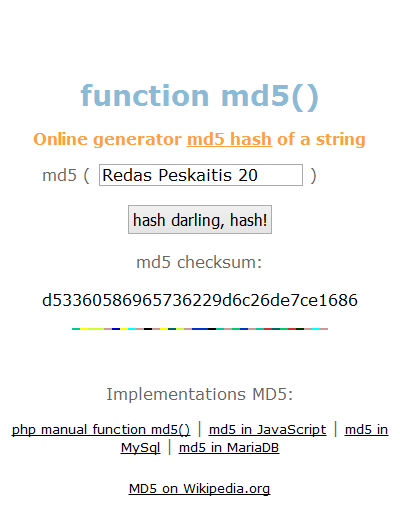 function md5()
Online generator md5 hash of a string
md5 ( Redas Peskaitis 20 )
hash darling, hash!
md5 checksum:
d53360586965736229d6c26de7ce1686
Implementations MD5:
php manual function md5() | md5 in JavaScript | md5 in
MySql | md5 in MariaDB
MD5 on Wikipedia.org